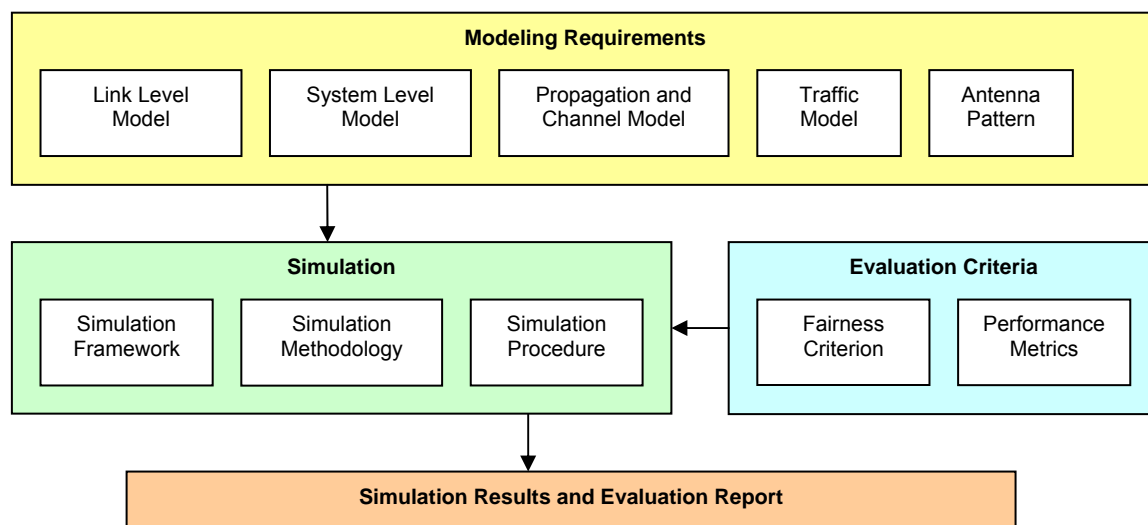 Modeling Requirements
Link Level
Model
System Level
Model
Propagation and
Channel Model
Traffic
Model
Antenna
Pattern
Simulation
Simulation
Framework
Simulation
Methodology
Simulation
Procedure
Evaluation Criteria
Fairness
Criterion
Performance
Metrics
Simulation Results and Evaluation Report